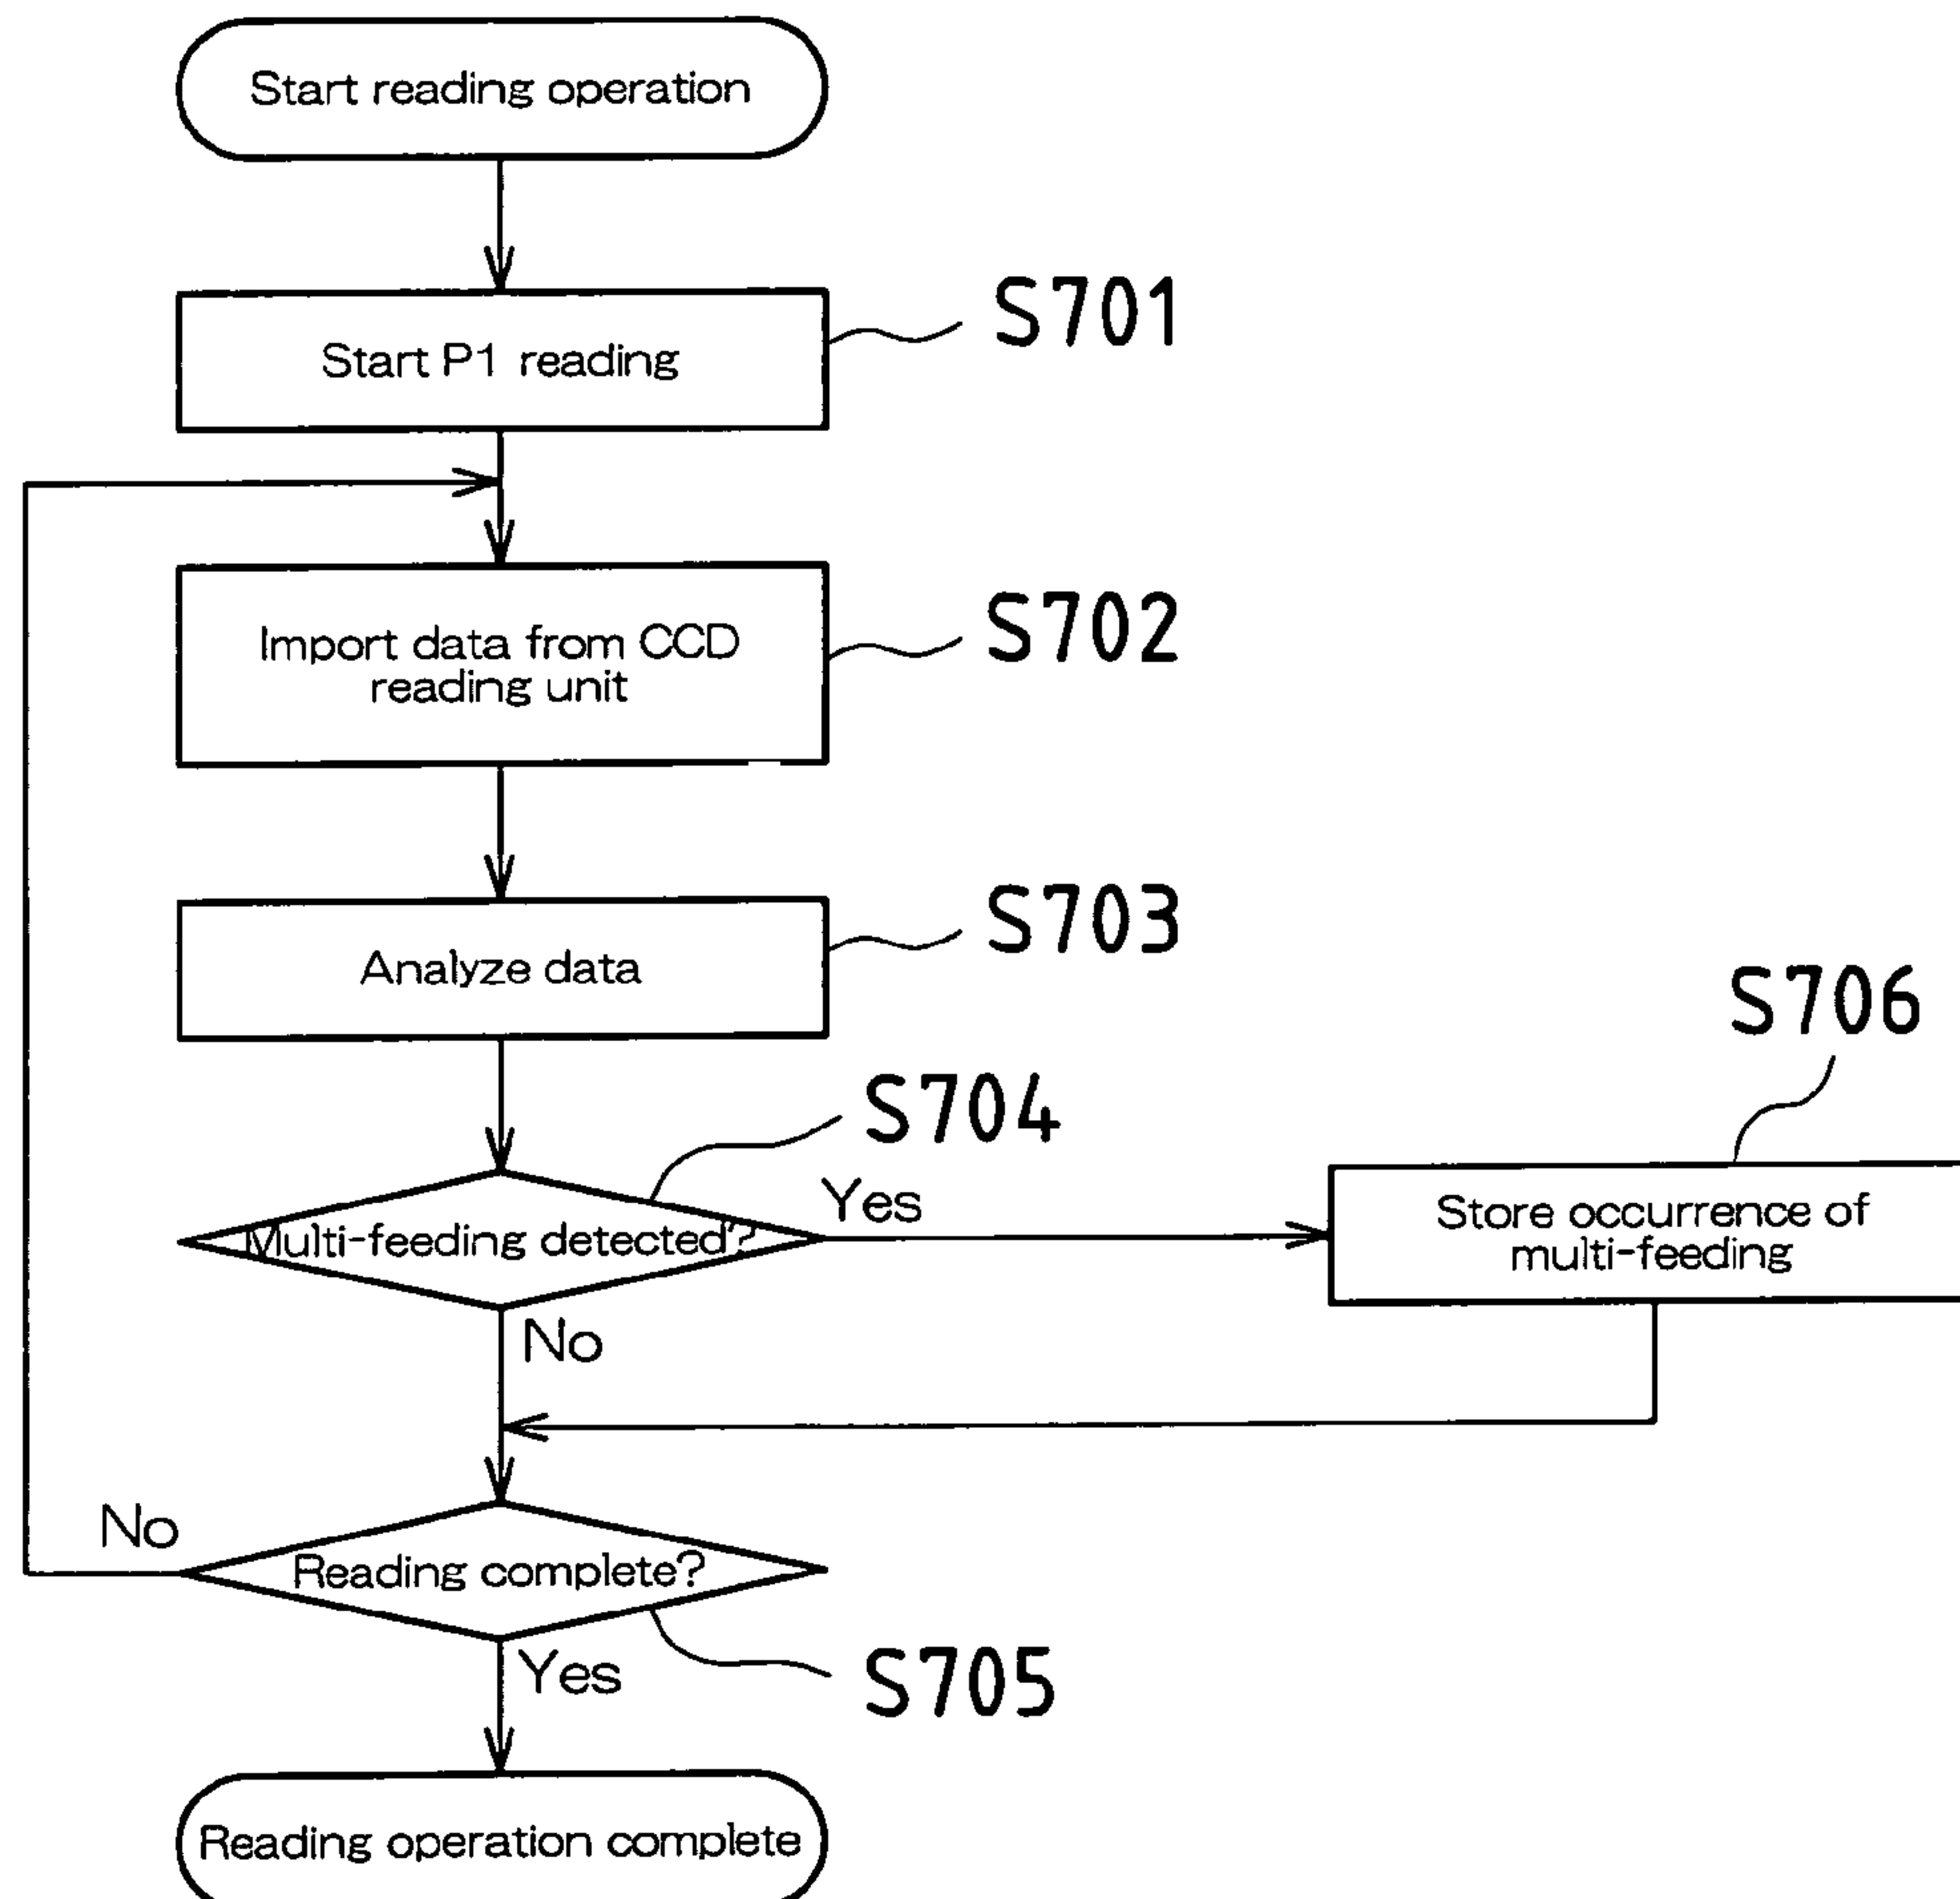 Start reading operation
Start P1 reading
S701
Import data from CCD
reading unit
S702
Analyze data
S703
S704
Multi-feeding detected?
Yes
S706
Store occurrence of
multi-feeding
No
Reading complete?
No
S705
Yes
Reading operation complete